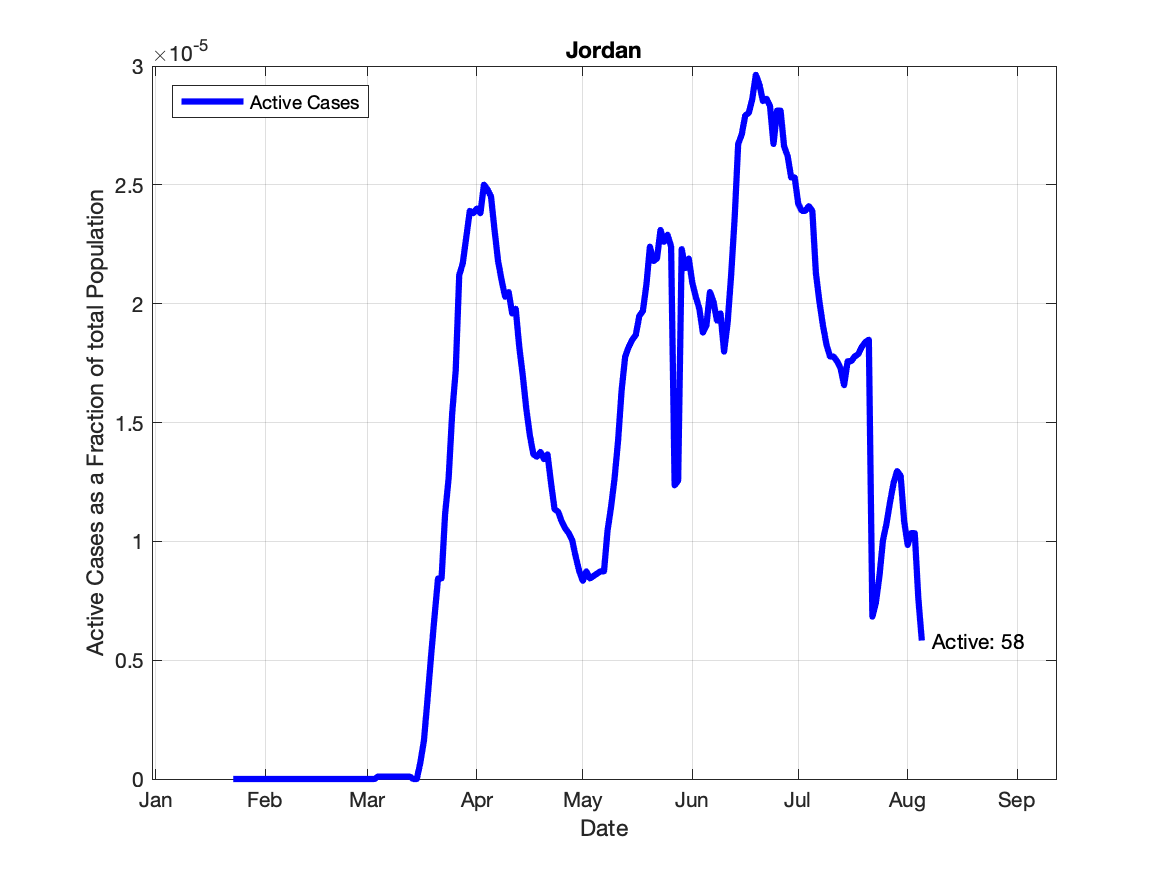 Jordan
×10-5
Active Cases
3
2.5
2
1.5
1
0.5
0
Active Cases as a Fraction of total Population
Active: 58
Jan Feb Mar Apr May Jun Jul Aug Sep
Date